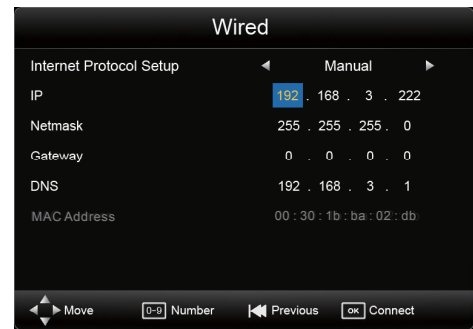 Wired
Internet Protocol Setup Manual
IP 192 . 168 . 3 . 222
Netmask 255 . 255 . 255 . 0
Gateway 0 . 0 . 0 . 0
DNS 192 . 168 . 3 . 1
MAC Address 00 : 30 : 1b : ba : 02 : db
Move 0-9 Number Previous OK Connect